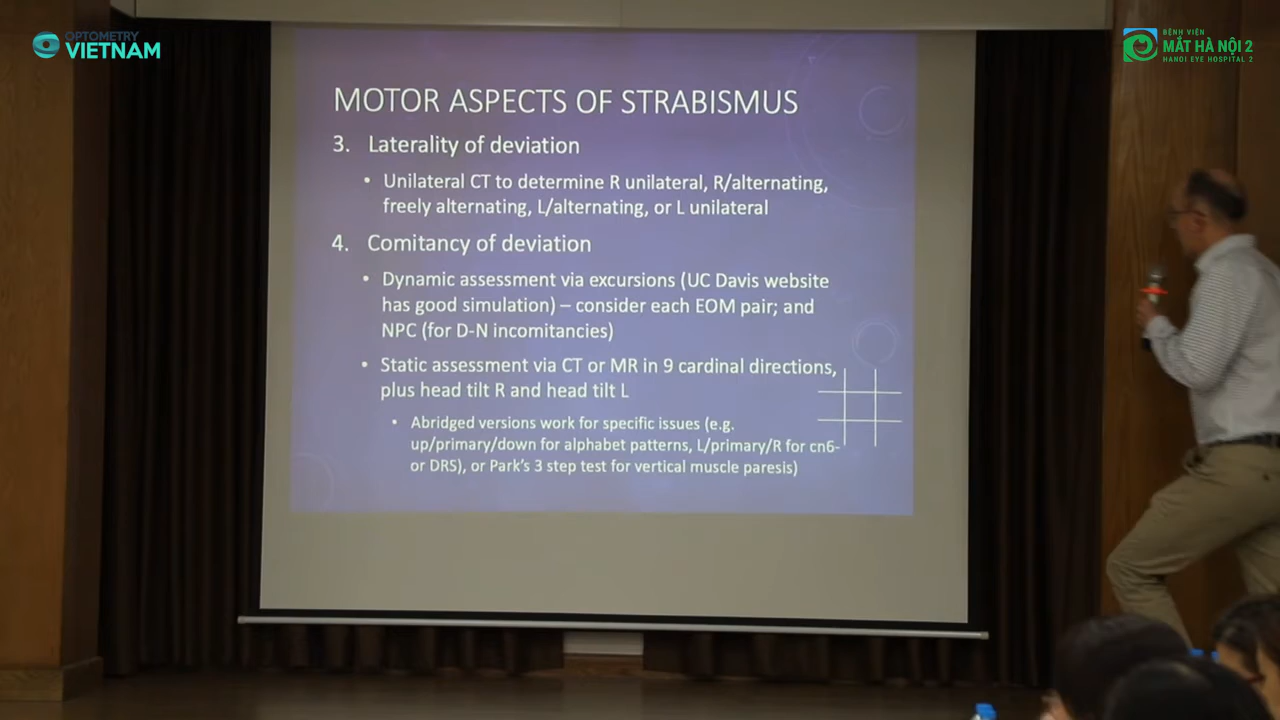 OPTOMETRY
VIETNAM
BỆNH VIỆN
MẮT HÀ NỘI 2
HANOI EYE HOSPITAL 2
MOTOR ASPECTS OF STRABISMUS
3. Laterality of deviation
• Unilateral CT to determine R unilateral, R/alternating,
freely alternating, L/alternating, or L unilateral
4. Comitancy of deviation
• Dynamic assessment via excursions (UC Davis website
has good simulation) – consider each EOM pair; and
NPC (for D-N incomitancies)
• Static assessment via CT or MR in 9 cardinal directions,
plus head tilt R and head tilt L
• Abridged versions work for specific issues (e.g.
up/primary/down for alphabet patterns, L/primary/R for cn6-
or DRS), or Park's 3 step test for vertical muscle paresis)